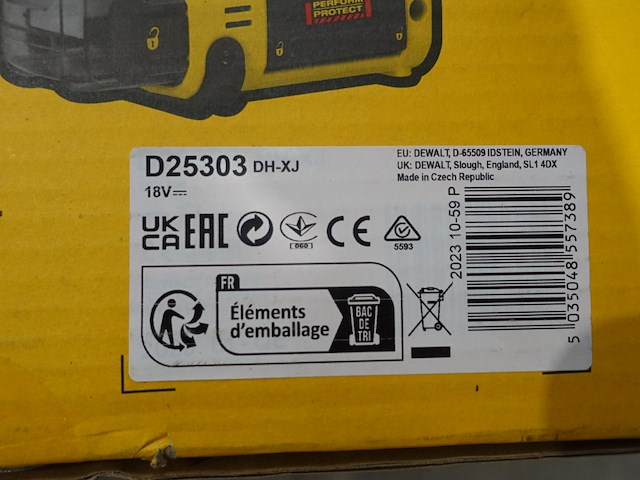 PERFORM
PROTECT
D25303 DH-XJ
18V
EU: DEWALT, D-65509 IDSTEIN, GERMANY
UK: DEWALT, Slough, England, SL1 4DX
Made in Czech Republic
UK
CA
EAC
060
CE
5593
2023 10-59 P
5 035048 557389
FR
Éléments
d'emballage
BAC
DE
TRI